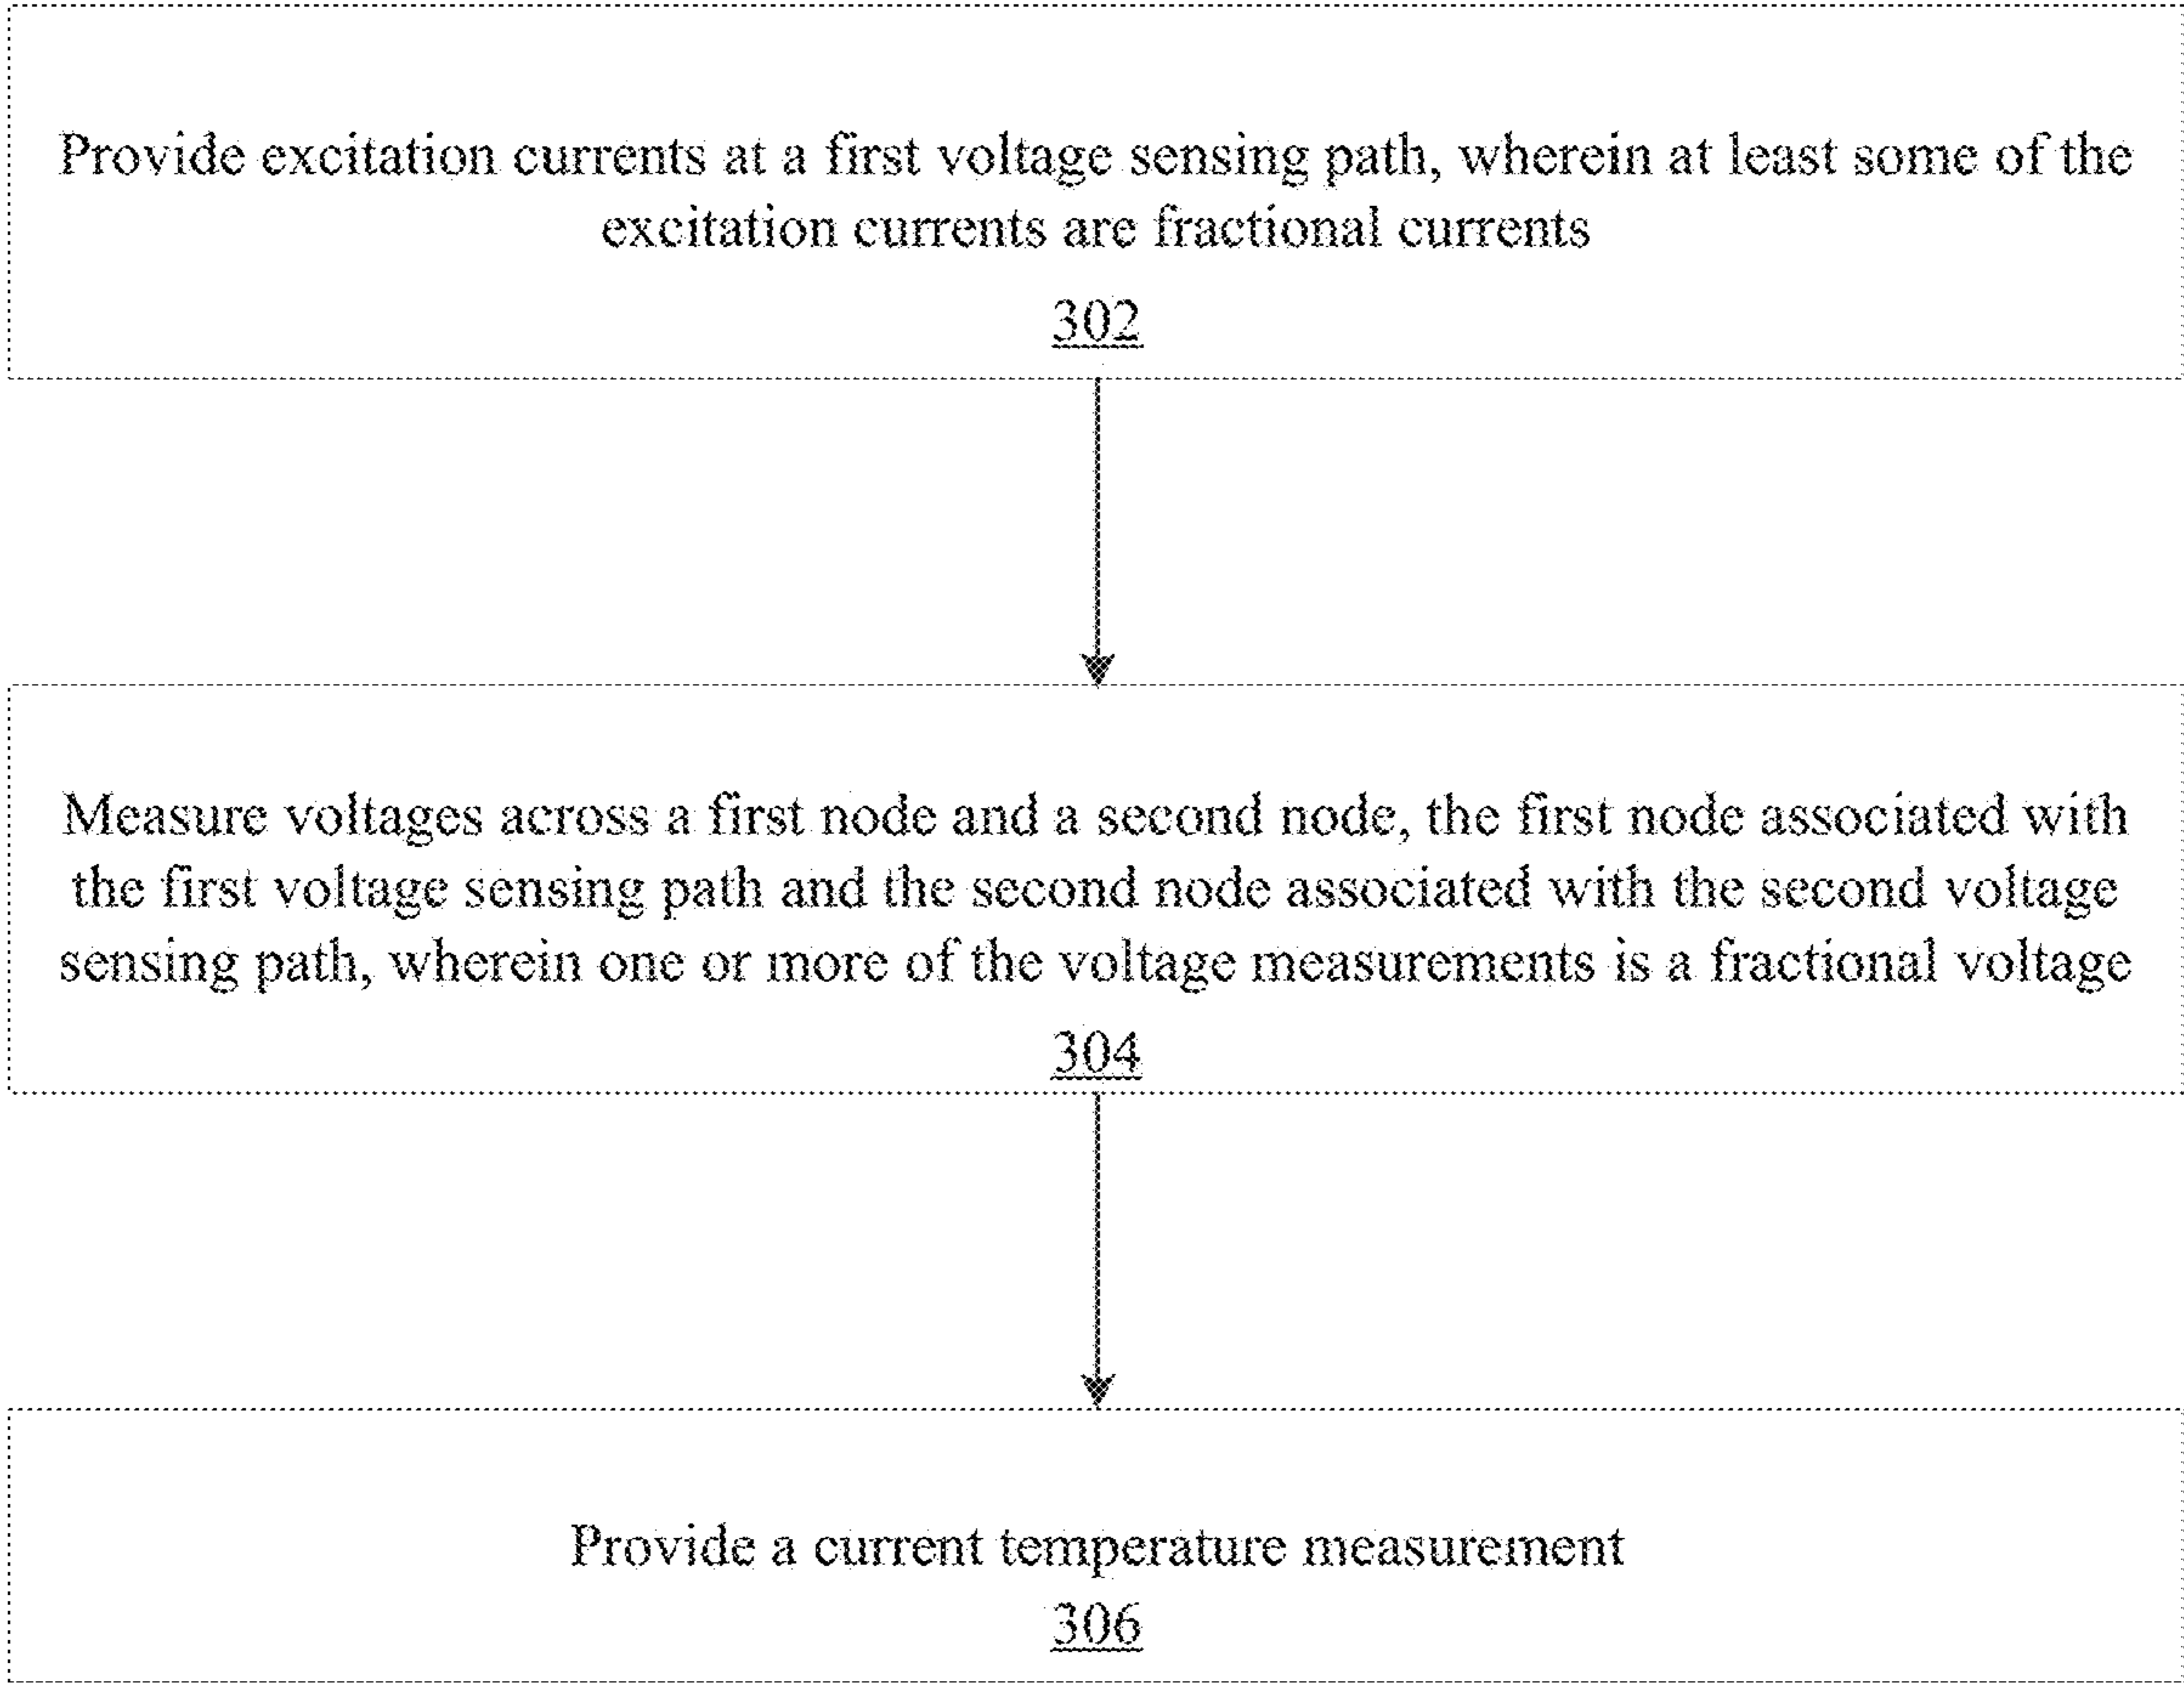 Provide excitation currents at a first voltage sensing path, wherein at least some of the
excitation currents are fractional currents
302
Measure voltages across a first node and a second node, the first node associated with
the first voltage sensing path and the second node associated with the second voltage
sensing path, wherein one or more of the voltage measurements is a fractional voltage
304
Provide a current temperature measurement
306